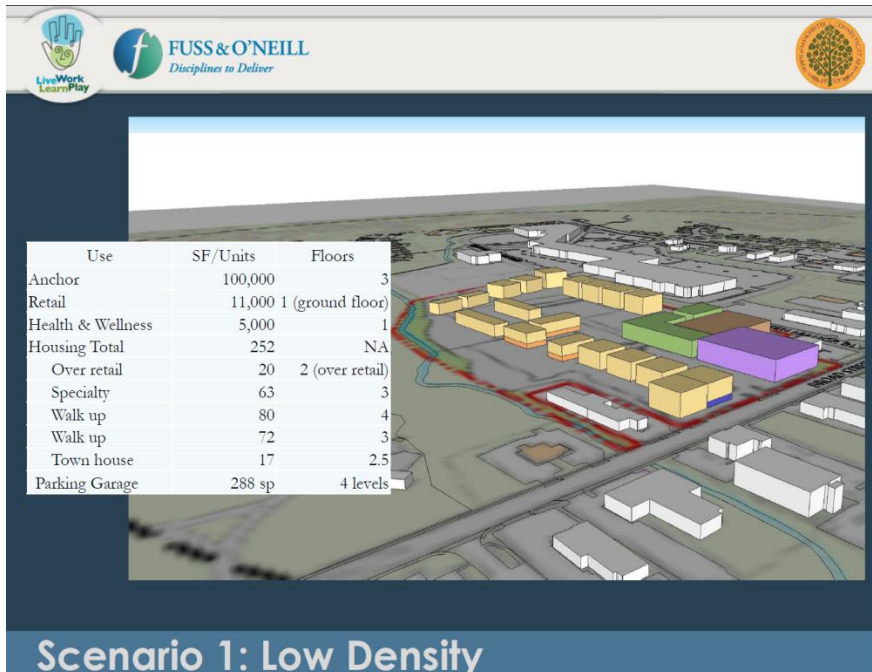 LiveWork
LearnPlay
FUSS & O'NEILL
Disciplines to Deliver
Use SF/Units Floors
Anchor 100,000 3
Retail 11,000 1 (ground floor)
Health & Wellness 5,000 1
Housing Total 252 NA
Over retail 20 2 (over retail)
Specialty 63 3
Walk up 80 4
Walk up 72 3
Town house 17 2.5
Parking Garage 288 sp 4 levels
Scenario 1: Low Density